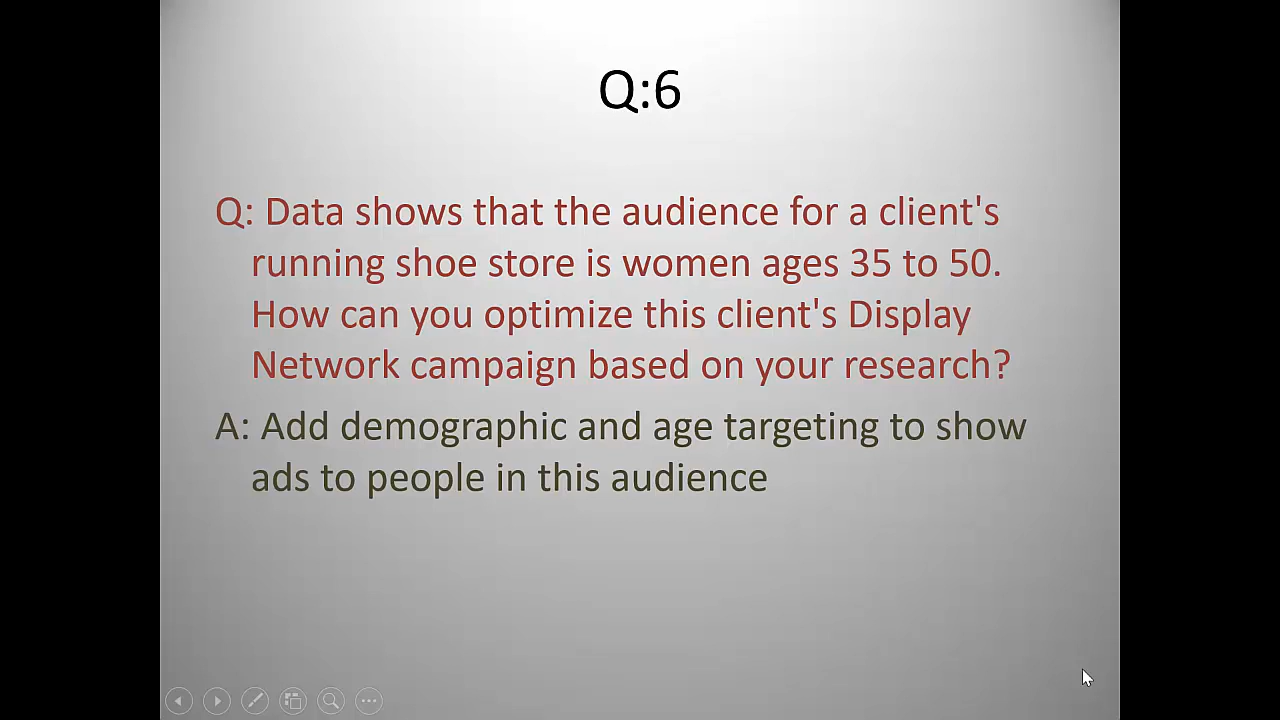 Q:6
Q: Data shows that the audience for a client's
running shoe store is women ages 35 to 50.
How can you optimize this client's Display
Network campaign based on your research?
A: Add demographic and age targeting to show
ads to people in this audience